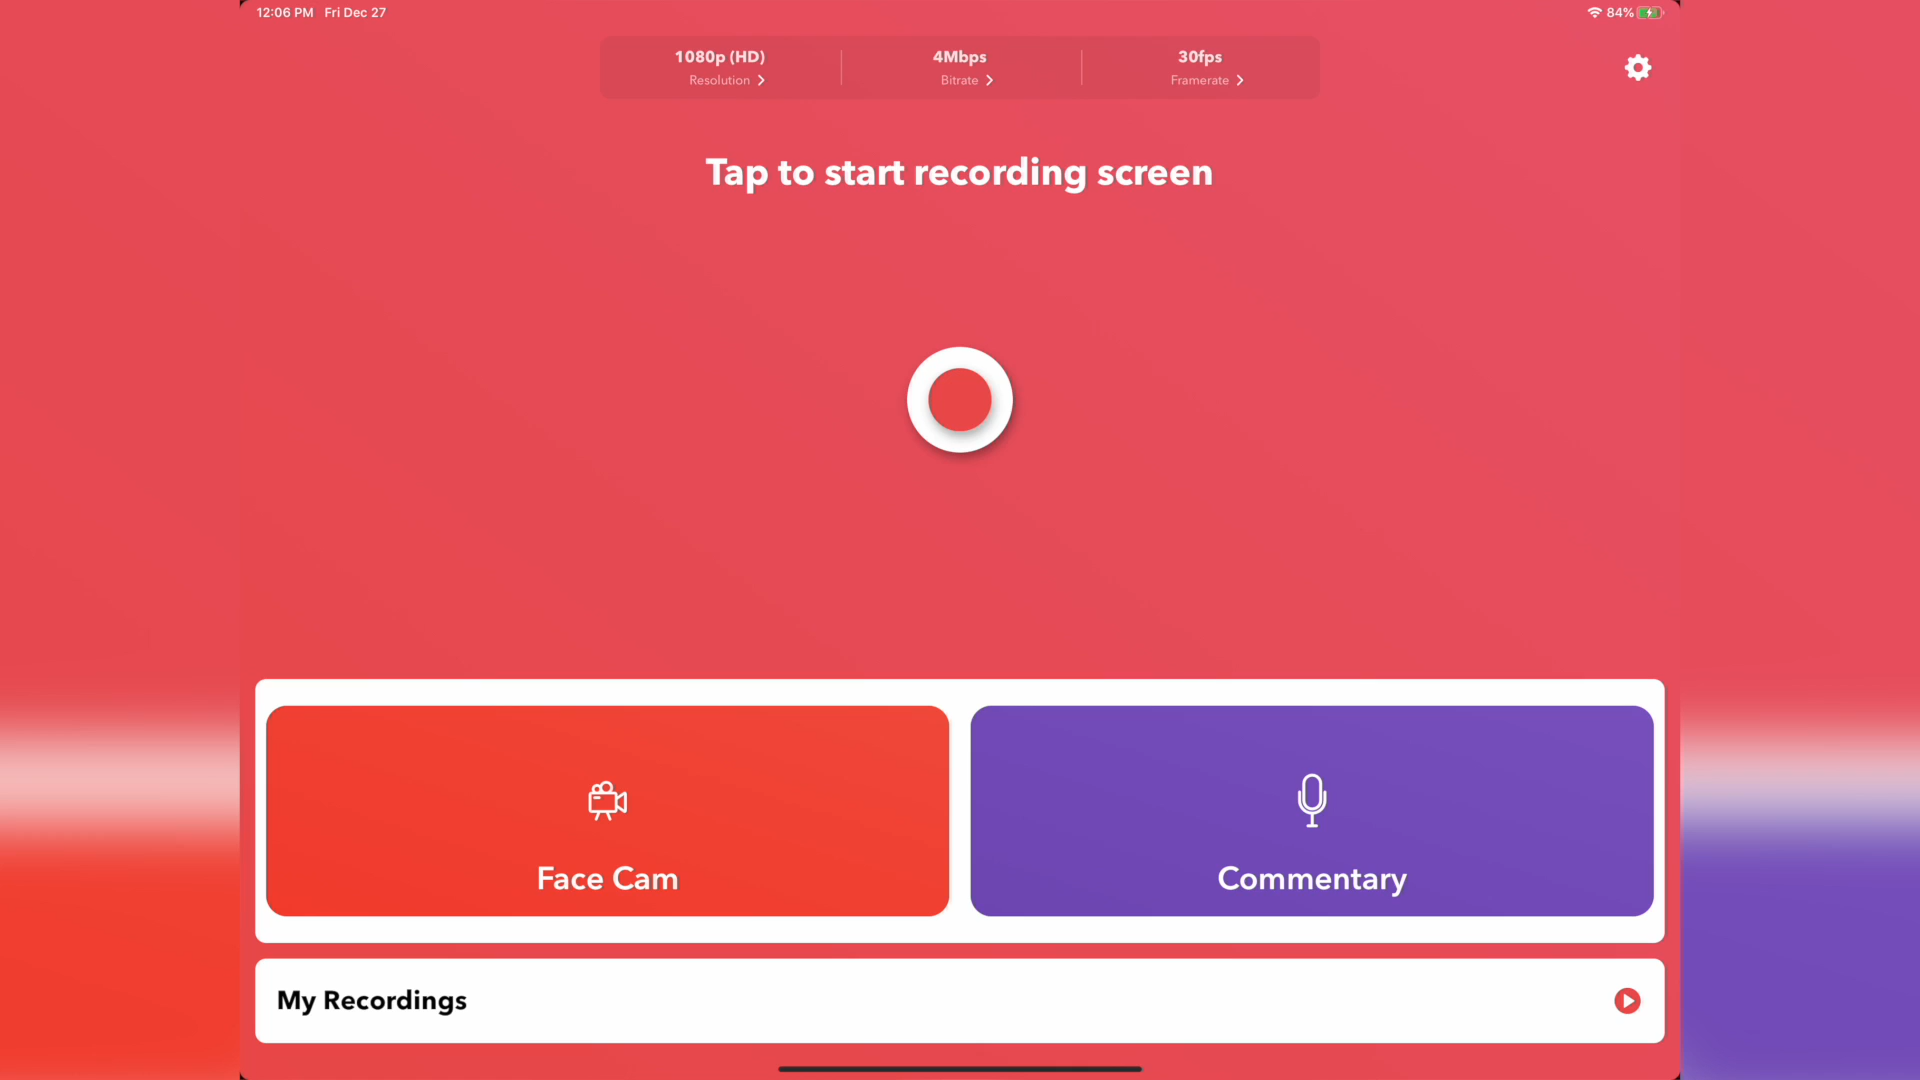 12:06 PM Fri Dec 27
84%
1080p (HD)
Resolution
4Mbps
Bitrate
30fps
Framerate
Tap to start recording screen
Face Cam
Commentary
My Recordings